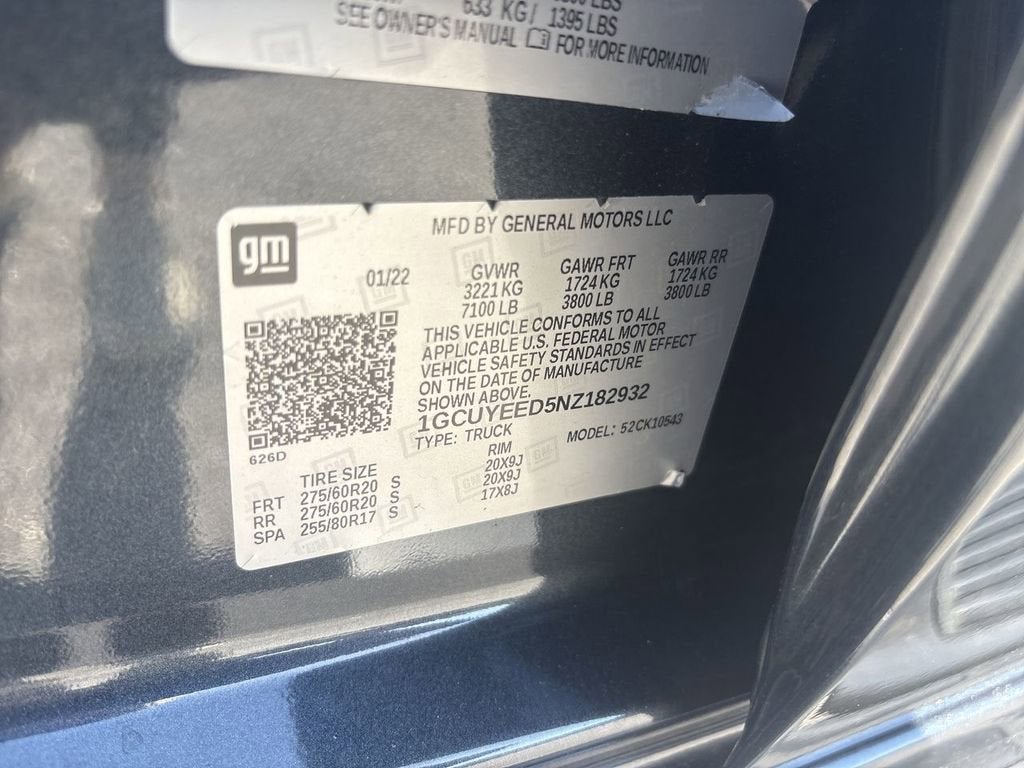 633 KG / 1395 LBS
SEE OWNER'S MANUAL FOR MORE INFORMATION
gm
MFD BY GENERAL MOTORS LLC
01/22
GVWR
3221 KG
7100 LB
GAWR FRT
1724 KG
3800 LB
GAWR RR
1724 KG
3800 LB
THIS VEHICLE CONFORMS TO ALL
APPLICABLE U.S. FEDERAL MOTOR
VEHICLE SAFETY STANDARDS IN EFFECT
ON THE DATE OF MANUFACTURE
SHOWN ABOVE.
1GCUYEED5NZ182932
TYPE: TRUCK MODEL: 52CK10543
626D
TIRE SIZE RIM
FRT 275/60R20 S 20X9J
RR 275/60R20 S 20X9J
SPA 255/80R17 S 17X8J